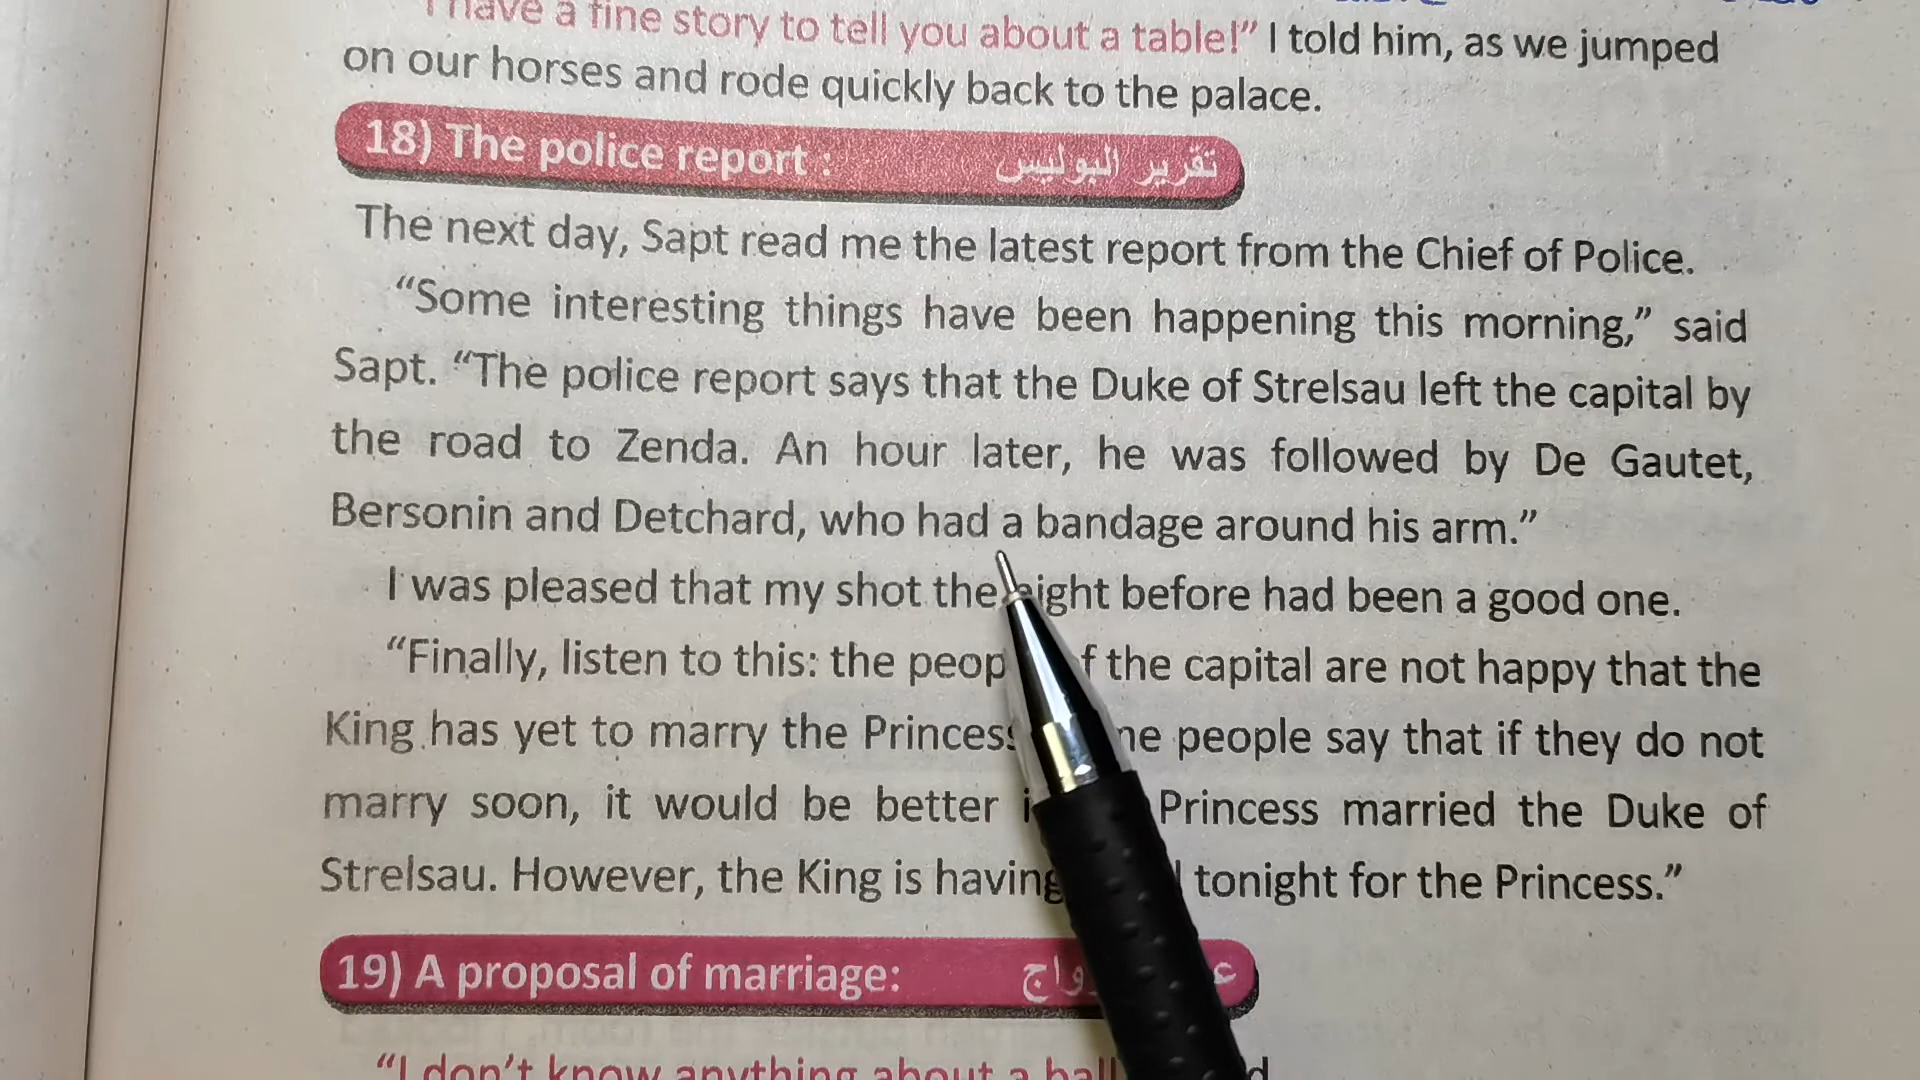 I have a fine story to tell you about a table!” I told him, as we jumped
on our horses and rode quickly back to the palace.
18) The police report : تقرير البوليس
The next day, Sapt read me the latest report from the Chief of Police.
“Some interesting things have been happening this morning,” said
Sapt. “The police report says that the Duke of Strelsau left the capital by
the road to Zenda. An hour later, he was followed by De Gautet,
Bersonin and Detchard, who had a bandage around his arm.”
I was pleased that my shot the night before had been a good one.
“Finally, listen to this: the people of the capital are not happy that the
King has yet to marry the Princess people say that if they do not
marry soon, it would be better Princess married the Duke of
Strelsau. However, the King is having tonight for the Princess.”
19) A proposal of marriage:
“I don’t know anything about a ball